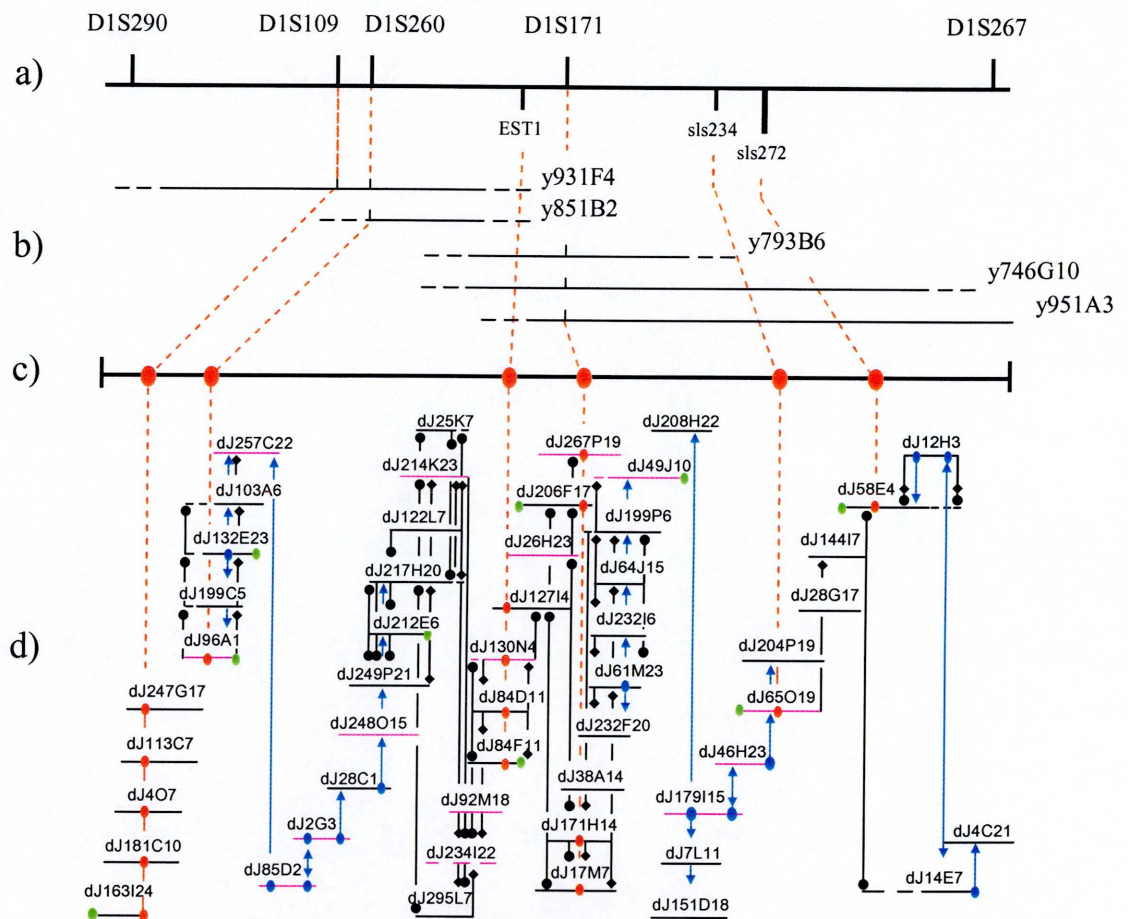 D1S290 D1S109 D1S260 D1S171 D1S267
a)
EST1 sls234
sls272
y931F4
y851B2
b)
y793B6
y746G10
y951A3
c)
dJ25K7 dJ208H22 dJ12H3
dJ257C22 dJ267P19
dJ214K23 dJ49J10
dJ103A6 dJ206F17 dJ58E4
dJ122L7 dJ199P6
dJ132E23 dJ26H23 dJ144I7
dJ217H20 dJ64J15
dJ199C5 dJ127I4 dJ28G17
dJ212E6 dJ232I6
d)
dJ96A1 dJ130N4 dJ204P19
dJ249P21 dJ61M23
dJ247G17 dJ84D11 dJ65O19
dJ248O15 dJ232F20
dJ113C7 dJ84F11 dJ46H23
dJ28C1 dJ38A14
dJ4O7 dJ92M18 dJ179I15
dJ2G3 dJ171H14 dJ4C21
dJ181C10 dJ234I22 dJ7L11
dJ85D2 dJ17M7 dJ14E7
dJ163I24 dJ295L7 dJ151D18